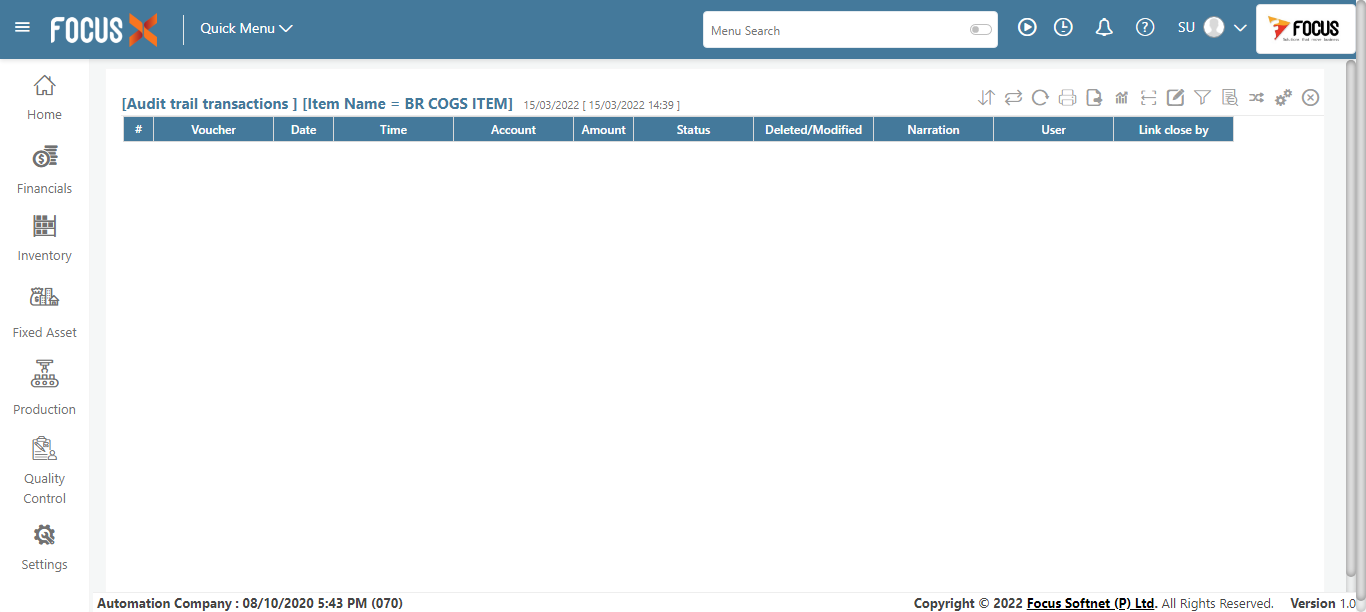 FOCUS X
Quick Menu
Menu Search
SU
FOCUS
Home
Financials
Inventory
Fixed Asset
Production
Quality
Control
Settings
[Audit trail transactions ] [Item Name = BR COGS ITEM] 15/03/2022 [ 15/03/2022 14:39 ]
# Voucher Date Time Account Amount Status Deleted/Modified Narration User Link close by
Automation Company : 08/10/2020 5:43 PM (070)
Copyright © 2022 Focus Softnet (P) Ltd. All Rights Reserved. Version 1.0